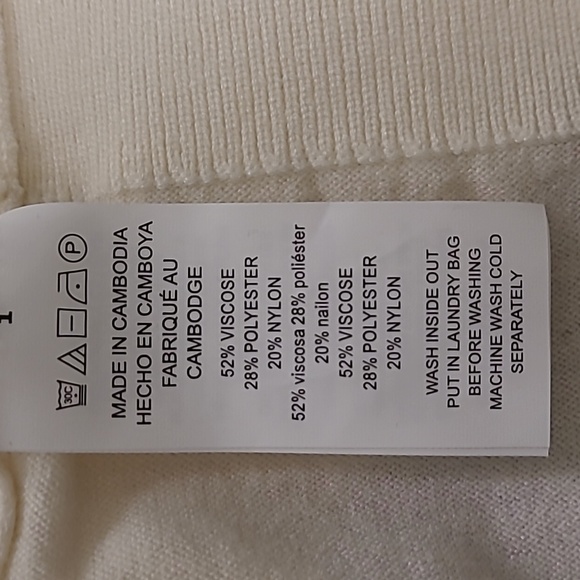 30C P
MADE IN CAMBODIA
HECHO EN CAMBOYA
FABRIQUÉ AU
CAMBODGE
52% VISCOSE
28% POLYESTER
20% NYLON
52% viscosa 28% poliéster
20% nailon
52% VISCOSE
28% POLYESTER
20% NYLON
WASH INSIDE OUT
PUT IN LAUNDRY BAG
BEFORE WASHING
MACHINE WASH COLD
SEPARATELY